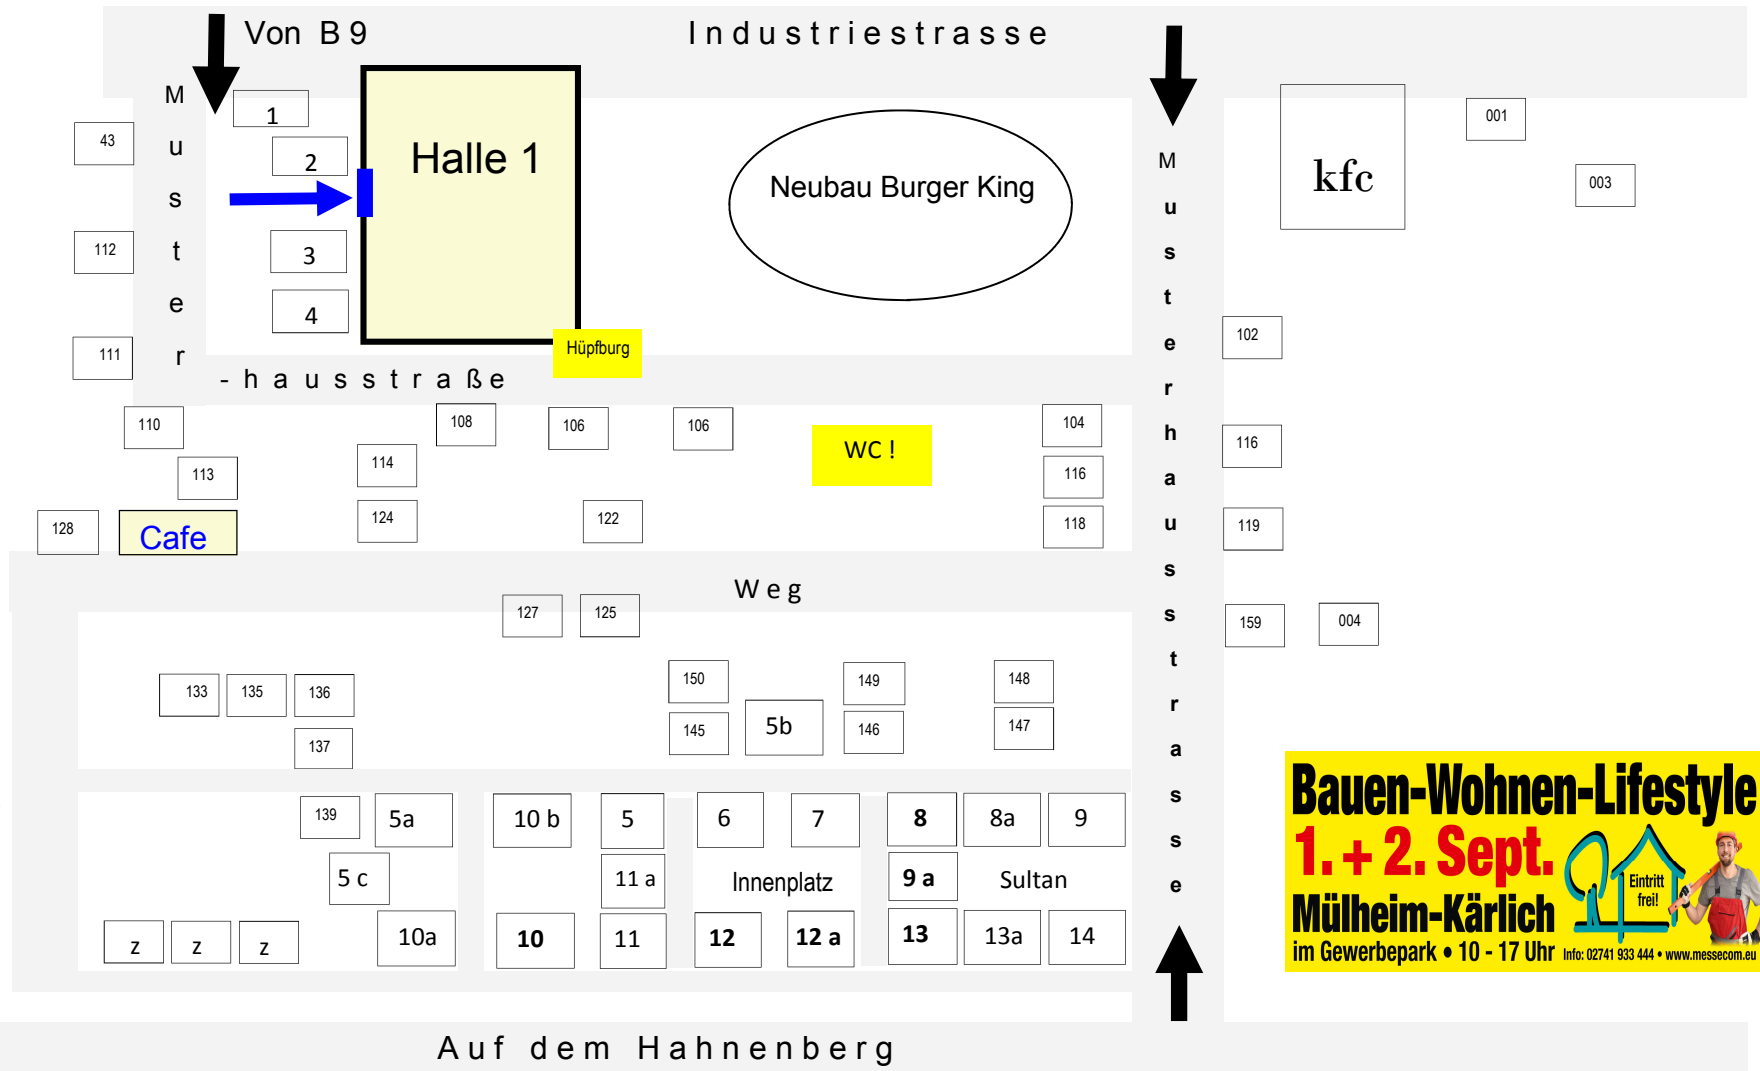 Von B 9
Industriestrasse
Muster
-hausstraße
Musterhausstrasse
1
Halle 1
43
2
Neubau Burger King
kfc
001
003
112
3
4
111
Hüpfburg
102
110
108
106
106
104
116
WC !
113
114
116
128
Cafe
124
122
118
119
Weg
127
125
159
004
133
135
136
150
149
148
137
145
5b
146
147
139
5a
10 b
5
6
7
8
8a
9
5 c
11 a
Innenplatz
9 a
Sultan
z
z
z
10a
10
11
12
12 a
13
13a
14
Bauen-Wohnen-Lifestyle
1. + 2. Sept.
Eintritt
frei!
Mülheim-Kärlich
im Gewerbepark • 10 - 17 Uhr
Info: 02741 933 444 • www.messecom.eu
Auf dem Hahnenberg